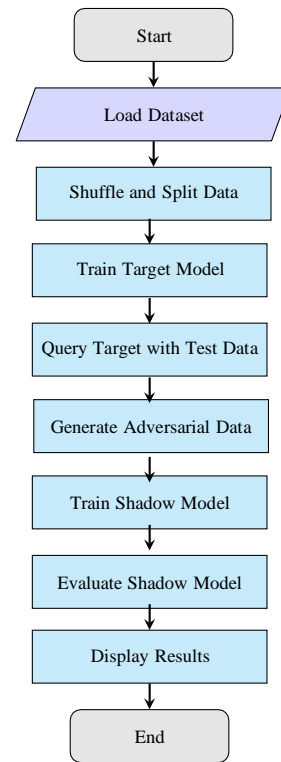 Start
Load Dataset
Shuffle and Split Data
Train Target Model
Query Target with Test Data
Generate Adversarial Data
Train Shadow Model
Evaluate Shadow Model
Display Results
End